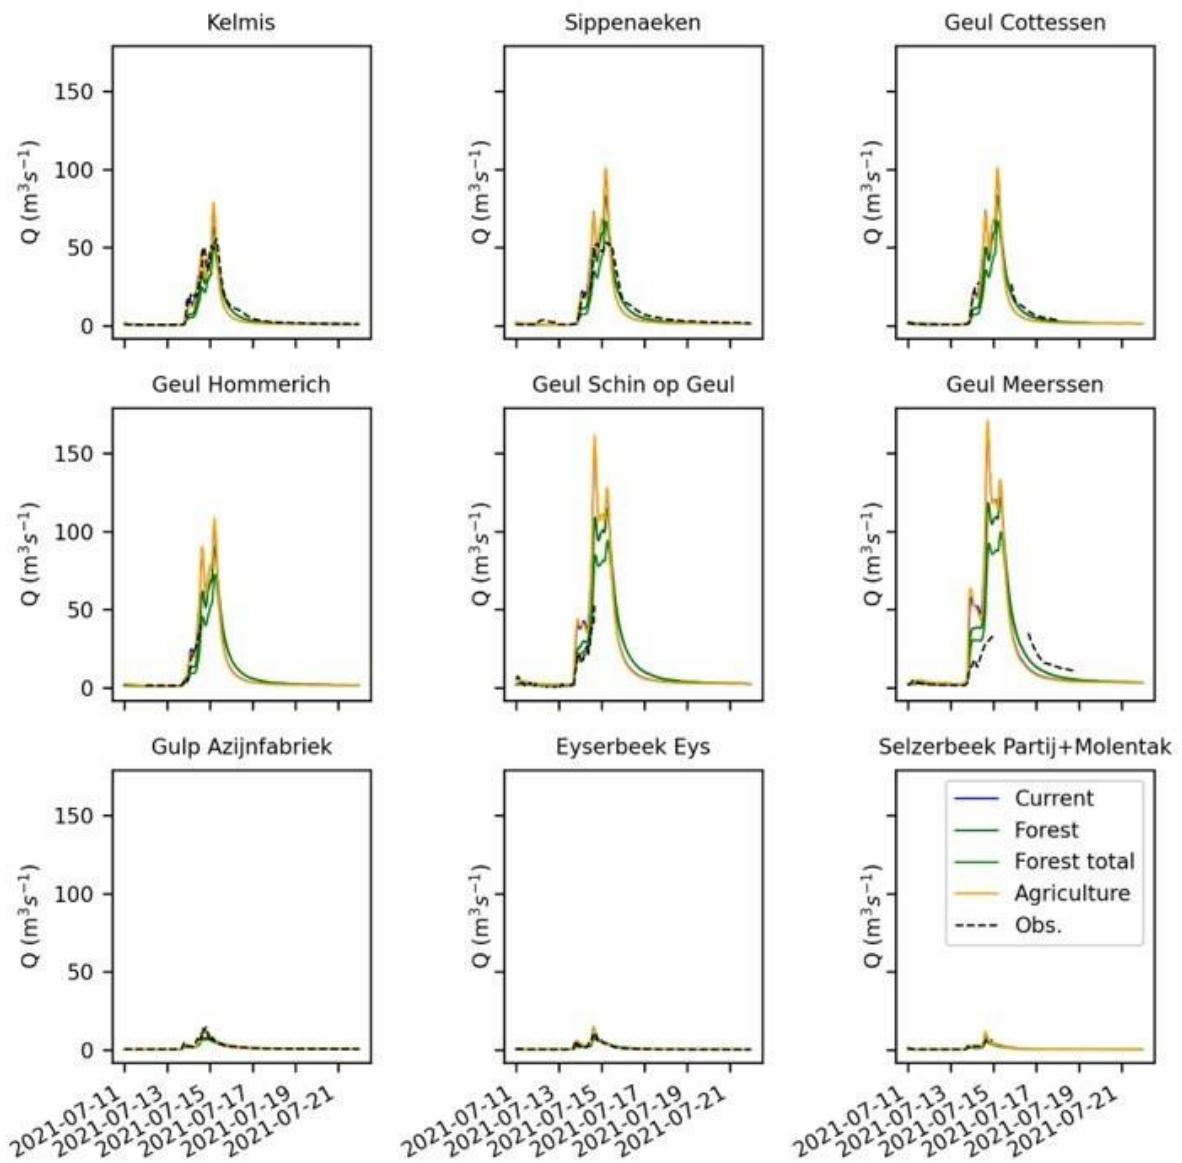 Kelmis
Sippenaeken
Geul Cottessen
150
100
50
0
Q (m³s⁻¹)
Q (m³s⁻¹)
Q (m³s⁻¹)
Geul Hommerich
Geul Schin op Geul
Geul Meerssen
150
100
50
0
Q (m³s⁻¹)
Q (m³s⁻¹)
Q (m³s⁻¹)
Gulp Azijnfabriek
Eyserbeek Eys
Selzerbeek Partij+Molentak
150
100
50
0
Q (m³s⁻¹)
Q (m³s⁻¹)
Q (m³s⁻¹)
Current
Forest
Forest total
Agriculture
Obs.
2021-07-11
2021-07-13
2021-07-15
2021-07-17
2021-07-19
2021-07-21
2021-07-11
2021-07-13
2021-07-15
2021-07-17
2021-07-19
2021-07-21
2021-07-11
2021-07-13
2021-07-15
2021-07-17
2021-07-19
2021-07-21